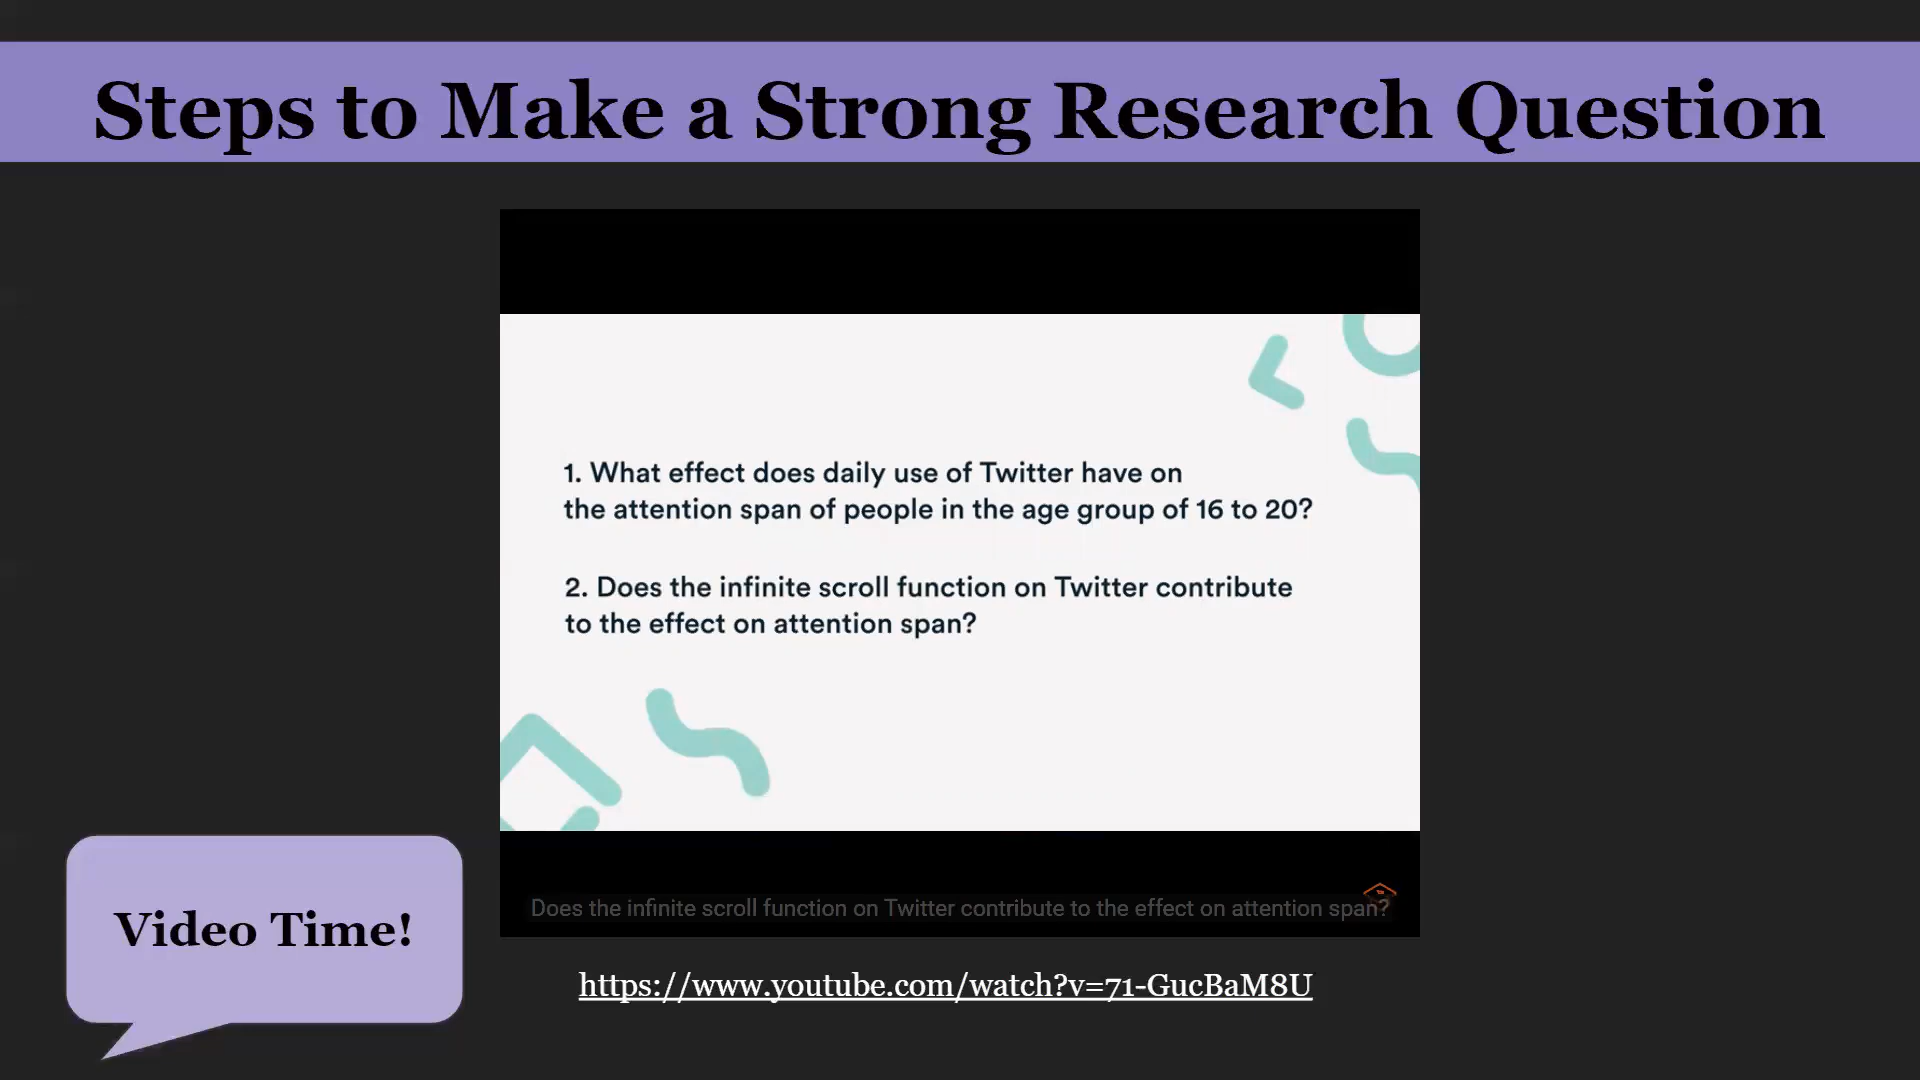 Steps to Make a Strong Research Question
1. What effect does daily use of Twitter have on
the attention span of people in the age group of 16 to 20?
2. Does the infinite scroll function on Twitter contribute
to the effect on attention span?
Does the infinite scroll function on Twitter contribute to the effect on attention span?
Video Time!
https://www.youtube.com/watch?v=71-GucBaM8U